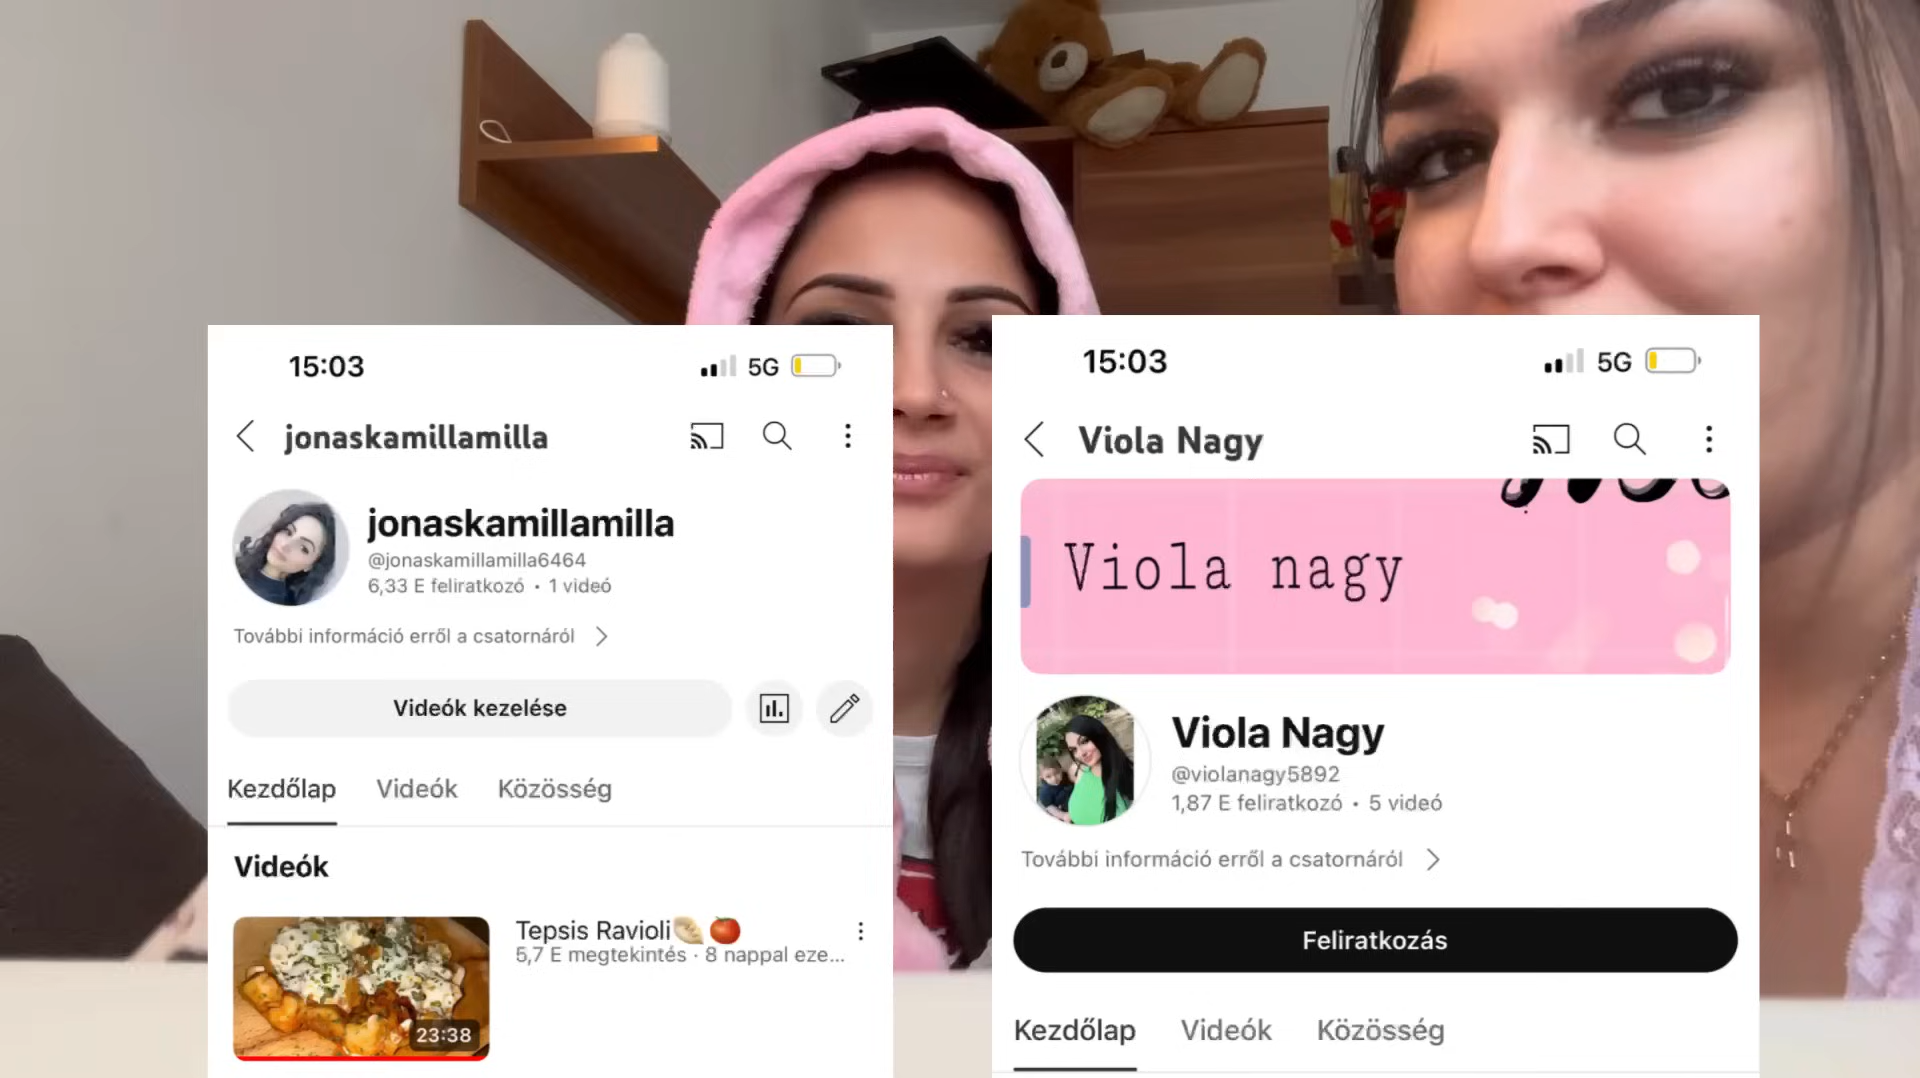 15:03
5G
jonaskamillamilla
jonaskamillamilla
@jonaskamillamilla6464
6,33 E feliratkozó • 1 videó
További információ erről a csatornáról
Videók kezelése
Kezdőlap Videók Közösség
Videók
Tepsis Ravioli
5,7 E megtekintés · 8 nappal eze...
23:38
15:03
5G
Viola Nagy
Viola nagy
Viola Nagy
@violanagy5892
1,87 E feliratkozó • 5 videó
További információ erről a csatornáról
Feliratkozás
Kezdőlap Videók Közösség